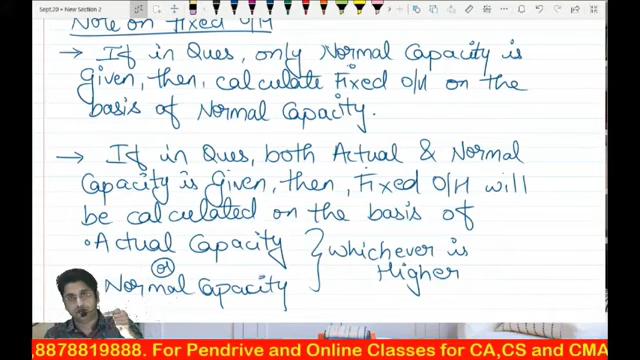 Sept.20
New Section 2
Note on Fixed O/H
→ If in Ques, only Normal Capacity is
given, then, calculate Fixed O/H on the
basis of Normal Capacity.
→ If in Ques, both Actual & Normal
Capacity is given, then, Fixed O/H will
be calculated on the basis of
• Actual Capacity
or
Normal Capacity
} whichever is
Higher
,8878819888. For Pendrive and Online Classes for CA,CS and CMA